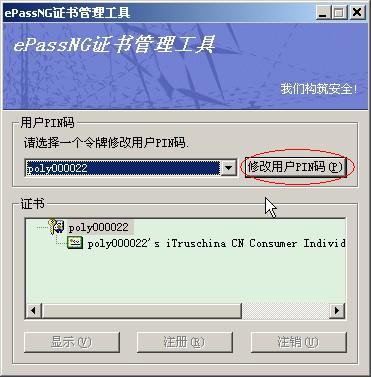 ePassNG证书管理工具
ePassNG证书管理工具
我们构筑安全!
用户PIN码
请选择一个令牌修改用户PIN码.
poly000022
修改用户PIN码(P)
证书
poly000022
poly000022's iTruschina CN Consumer Individ
显示(V) 注册(R) 注销(U)